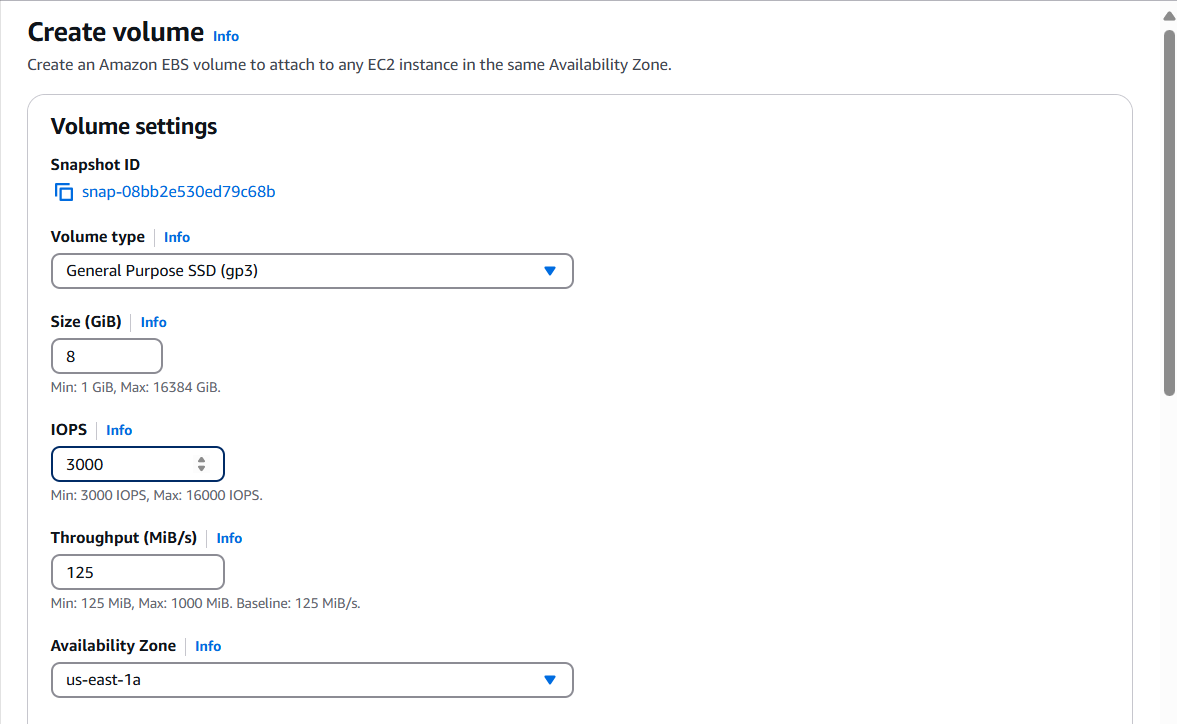 Create volume Info
Create an Amazon EBS volume to attach to any EC2 instance in the same Availability Zone.
Volume settings
Snapshot ID
snap-08bb2e530ed79c68b
Volume type Info
General Purpose SSD (gp3)
Size (GiB) Info
8
Min: 1 GiB, Max: 16384 GiB.
IOPS Info
3000
Min: 3000 IOPS, Max: 16000 IOPS.
Throughput (MiB/s) Info
125
Min: 125 MiB, Max: 1000 MiB. Baseline: 125 MiB/s.
Availability Zone Info
us-east-1a